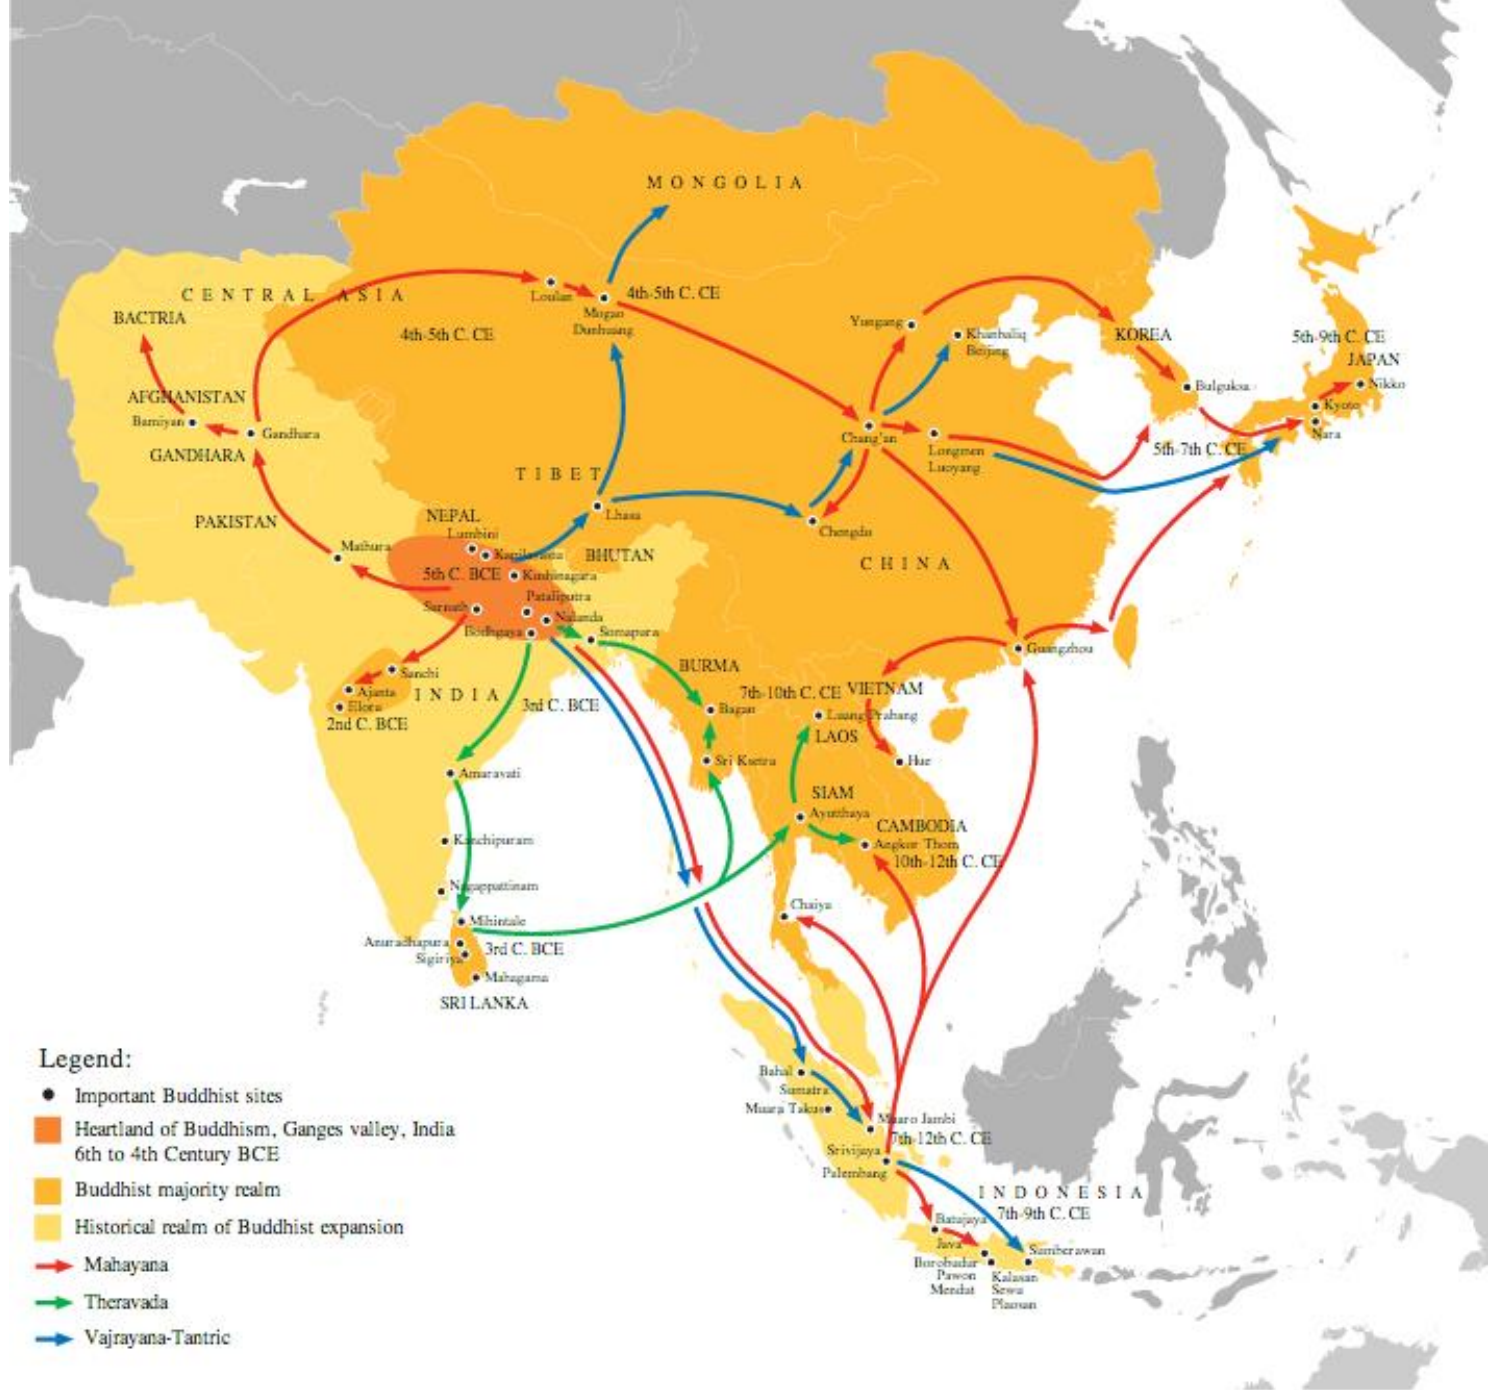 MONGOLIA
CENTRAL ASIA
BACTRIA
Loulan
4th-5th C. CE
Mogao
Dunhuang
4th-5th C. CE
Yungang
Khanbaliq
Beijing
KOREA
5th-9th C. CE
JAPAN
Nikko
Bulguksa
Kyoto
Nara
AFGHANISTAN
Bamiyan
Gandhara
GANDHARA
Chang'an
Longmen
Luoyang
5th-7th C. CE
TIBET
Lhasa
Chengdu
PAKISTAN
NEPAL
Lumbini
Mathura
Kapilavastu
BHUTAN
CHINA
5th C. BCE
Kushinagara
Pataliputra
Sarnath
Nalanda
Bodhgaya
Somapura
Guangzhou
Sanchi
Ajanta
Elora
INDIA
2nd C. BCE
3rd C. BCE
BURMA
7th-10th C. CE
VIETNAM
Bagan
Luang Prabang
LAOS
Sri Ksetra
Hue
Amaravati
SIAM
Ayutthaya
CAMBODIA
Angkor Thom
10th-12th C. CE
Kanchipuram
Nagappattinam
Chaiya
Mihintale
Anuradhapura
3rd C. BCE
Sigiriya
Mahagama
SRI LANKA
Legend:
Important Buddhist sites
Heartland of Buddhism, Ganges valley, India
6th to 4th Century BCE
Buddhist majority realm
Historical realm of Buddhist expansion
Mahayana
Theravada
Vajrayana-Tantric
Bahal
Sumatra
Muara Takus
Muaro Jambi
7th-12th C. CE
Srivijaya
Palembang
INDONESIA
7th-9th C. CE
Batujaya
Java
Sumberawan
Borobudur
Pawon
Mendut
Kalasan
Sewu
Plaosan